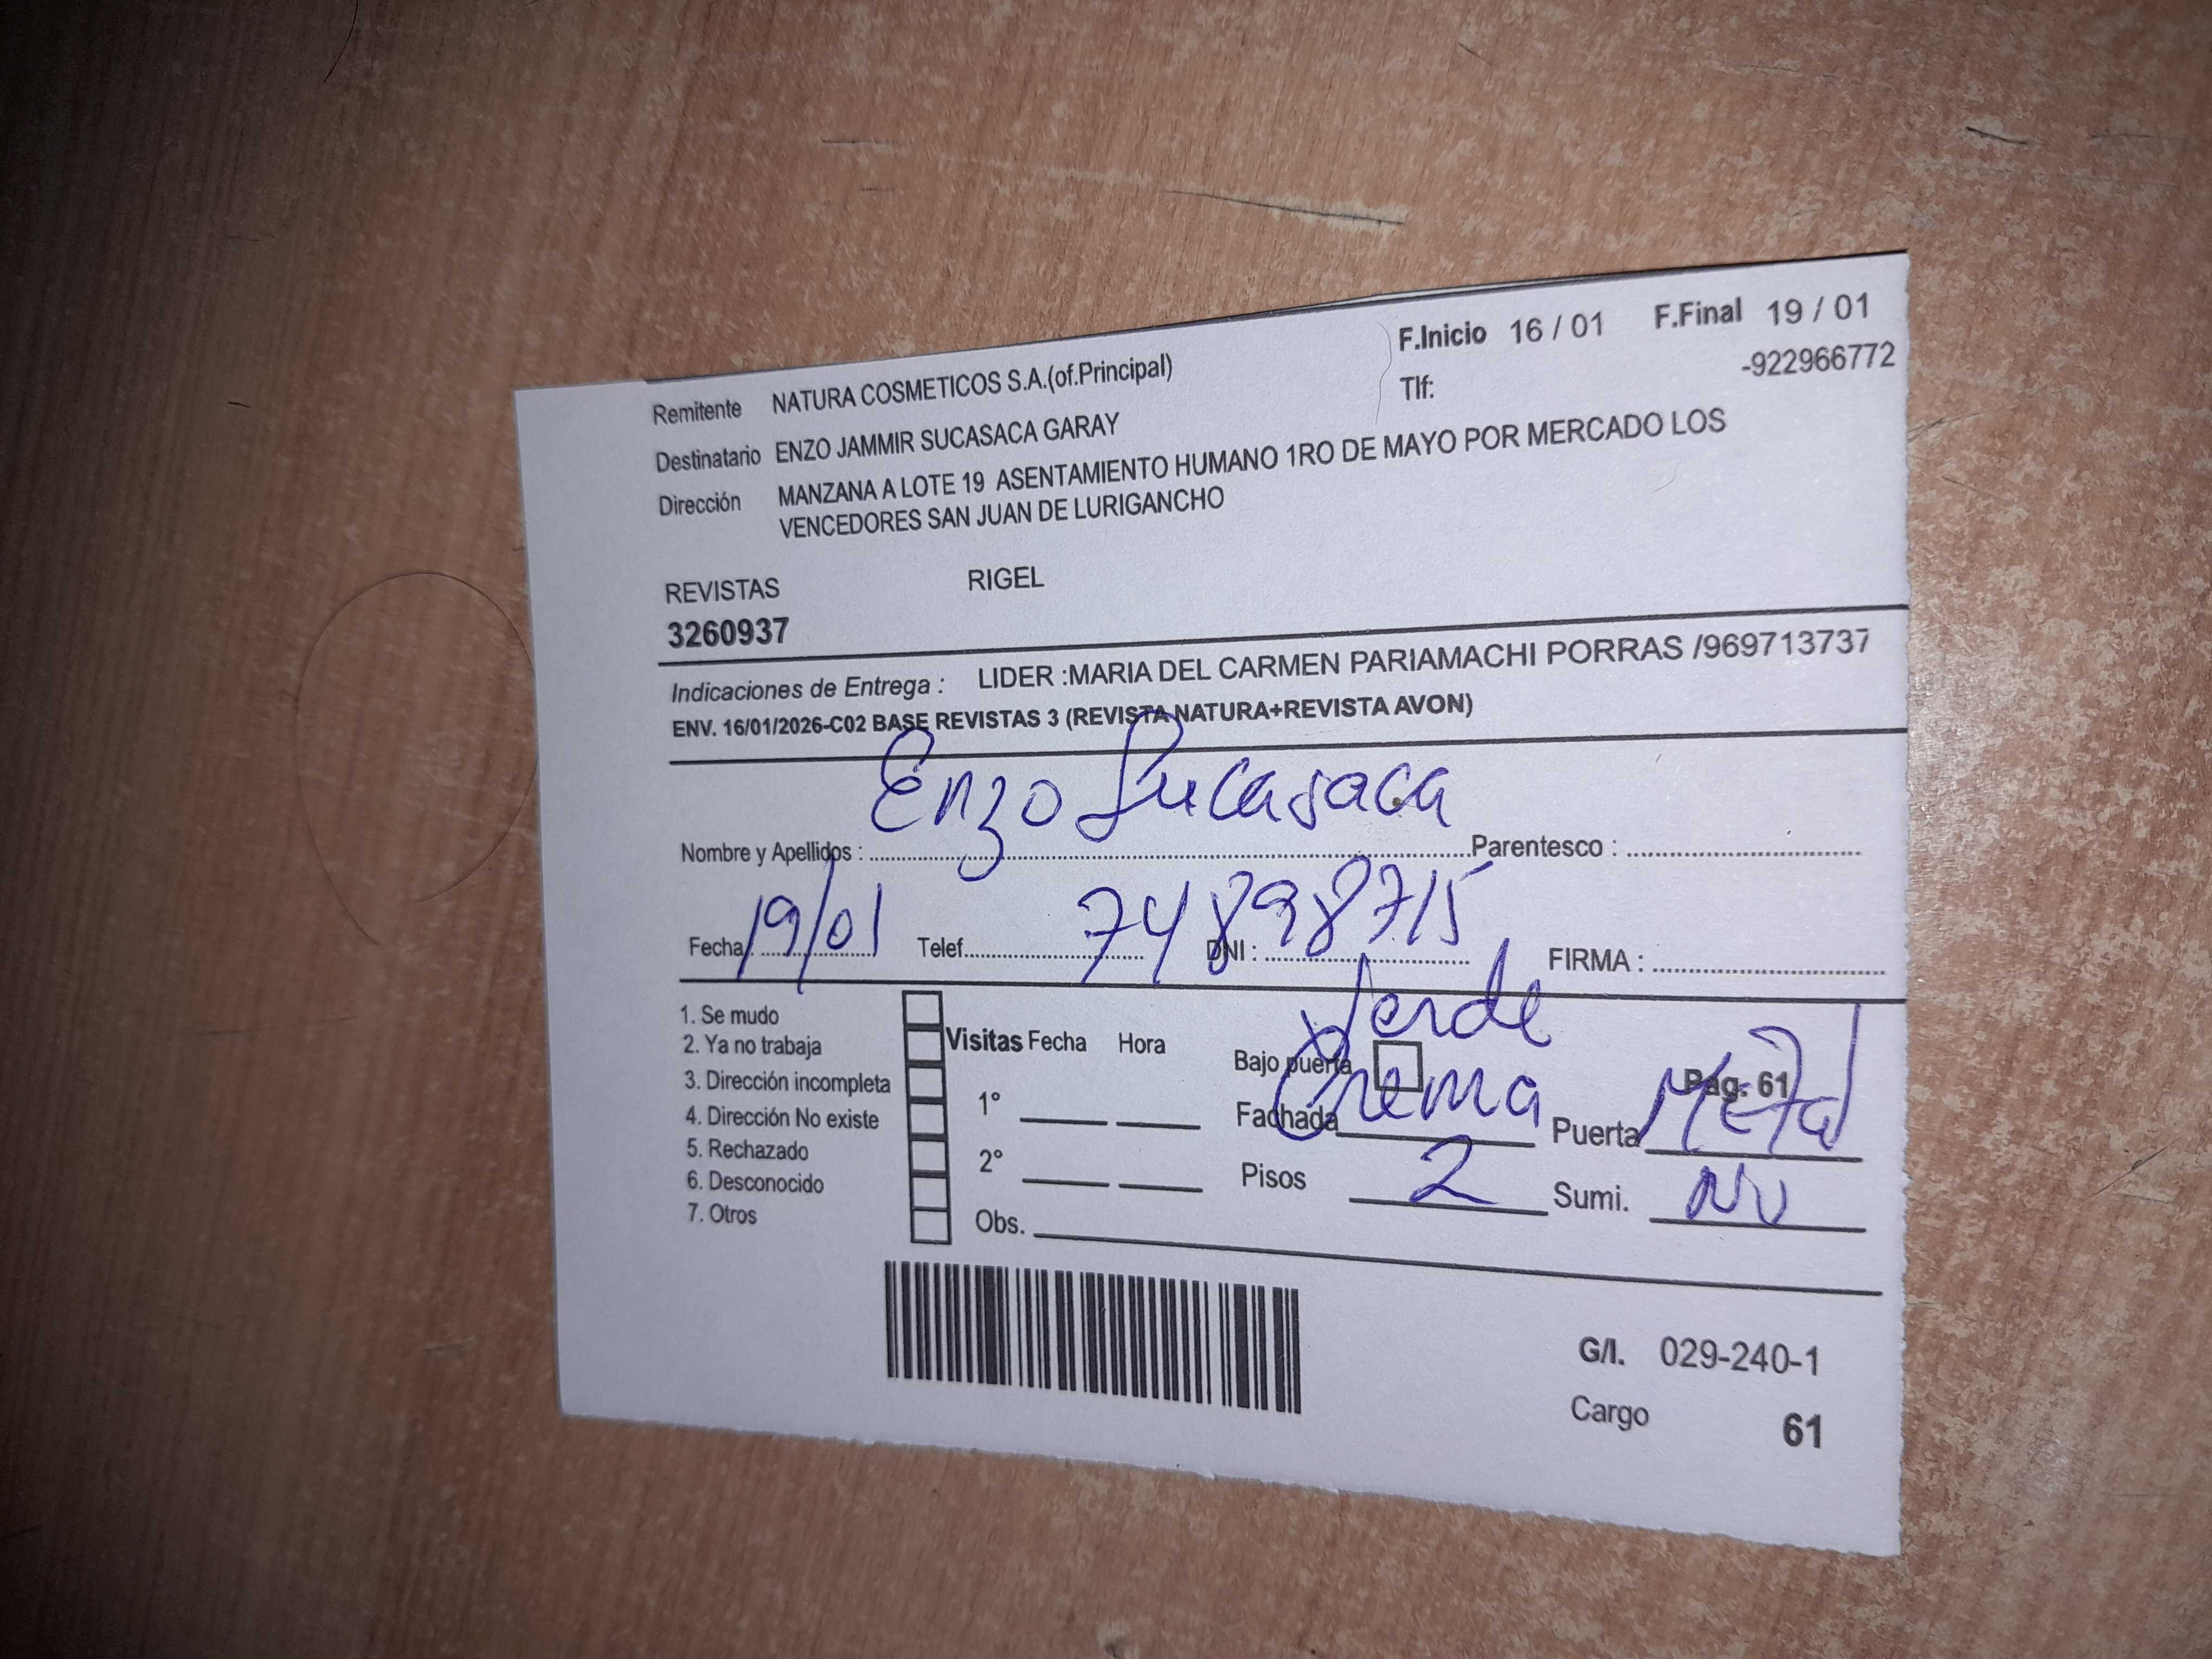 F.Inicio 16 / 01 F.Final 19 / 01
Remitente NATURA COSMETICOS S.A.(of.Principal) Tlf: -922966772
Destinatario ENZO JAMMIR SUCASACA GARAY
Dirección MANZANA A LOTE 19 ASENTAMIENTO HUMANO 1RO DE MAYO POR MERCADO LOS
VENCEDORES SAN JUAN DE LURIGANCHO
REVISTAS RIGEL
3260937
Indicaciones de Entrega : LIDER :MARIA DEL CARMEN PARIAMACHI PORRAS /969713737
ENV. 16/01/2026-C02 BASE REVISTAS 3 (REVISTA NATURA+REVISTA AVON)
Nombre y Apellidos : Enzo Sucasaca Parentesco :
Fecha 19/01 Telef. DNI : 74898715 FIRMA :
1. Se mudo
2. Ya no trabaja
3. Dirección incompleta
4. Dirección No existe
5. Rechazado
6. Desconocido
7. Otros
Visitas Fecha Hora
1°
2°
Obs.
Verde
Bajo puerta Pag. 61
Fachada Crema Puerta Metal
Pisos 2 Sumi. NV
G/I. 029-240-1
Cargo 61